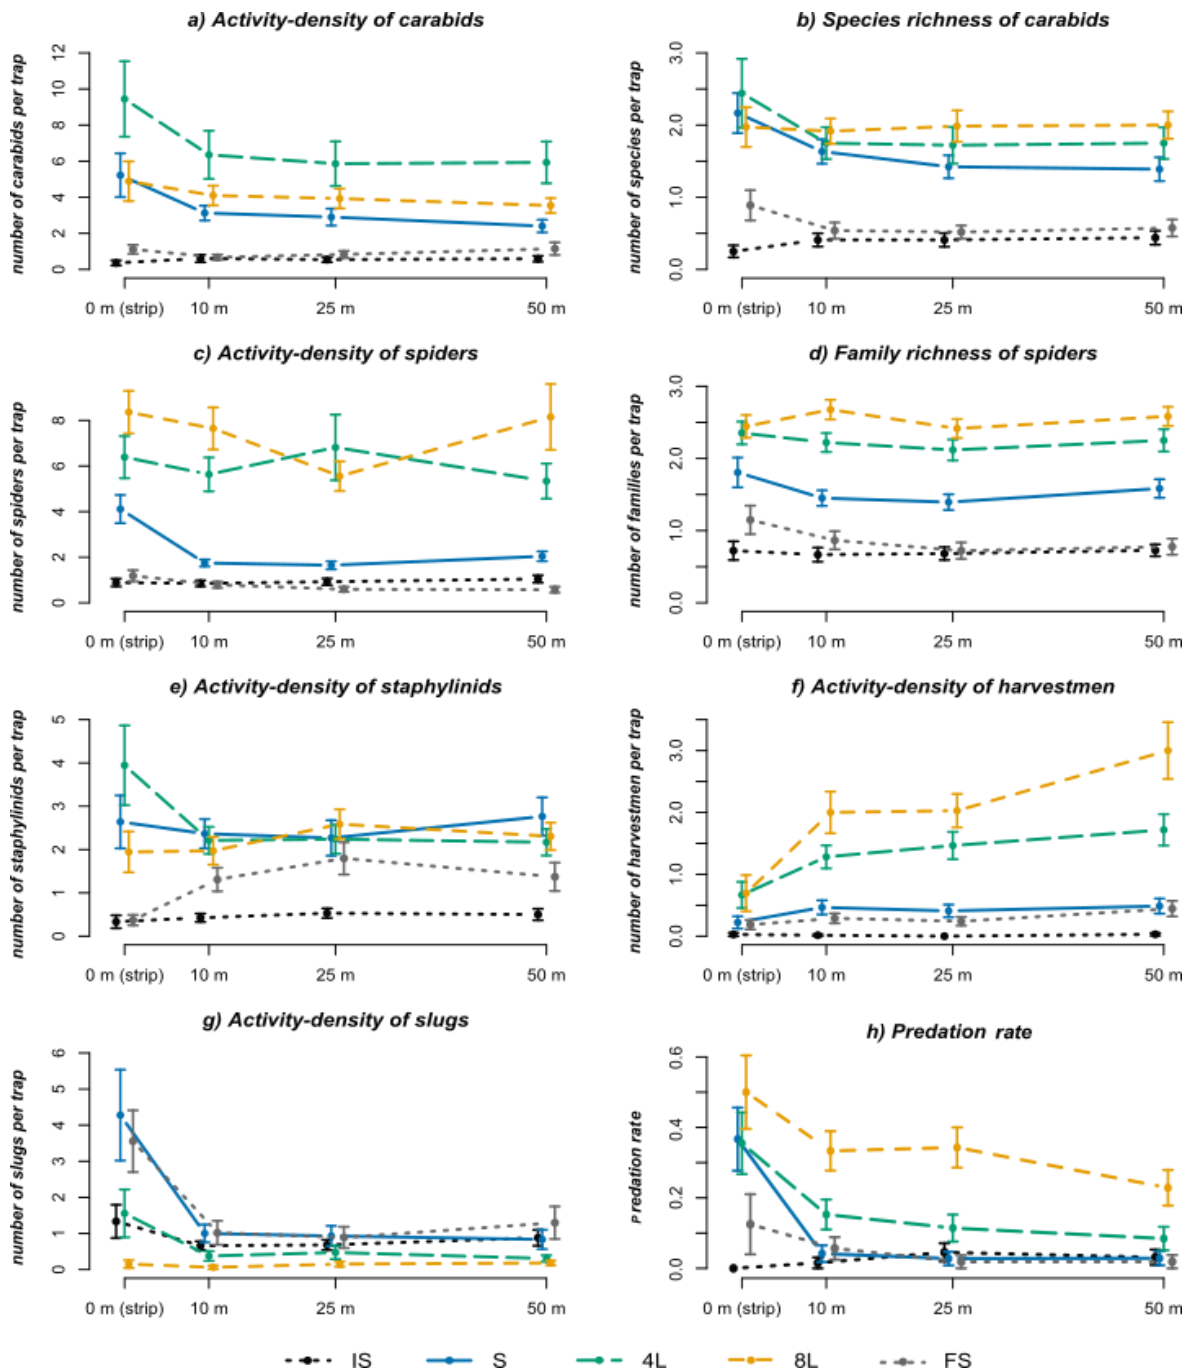 a) Activity-density of carabids
number of carabids per trap
12
10
8
6
4
2
0
0 m (strip) 10 m 25 m 50 m
b) Species richness of carabids
number of species per trap
3.0
2.0
1.0
0.0
0 m (strip) 10 m 25 m 50 m
c) Activity-density of spiders
number of spiders per trap
8
6
4
2
0
0 m (strip) 10 m 25 m 50 m
d) Family richness of spiders
number of families per trap
3.0
2.0
1.0
0.0
0 m (strip) 10 m 25 m 50 m
e) Activity-density of staphylinids
number of staphylinids per trap
5
4
3
2
1
0
0 m (strip) 10 m 25 m 50 m
f) Activity-density of harvestmen
number of harvestmen per trap
3.0
2.0
1.0
0.0
0 m (strip) 10 m 25 m 50 m
g) Activity-density of slugs
number of slugs per trap
6
5
4
3
2
1
0
0 m (strip) 10 m 25 m 50 m
h) Predation rate
Predation rate
0.6
0.4
0.2
0.0
0 m (strip) 10 m 25 m 50 m
IS S 4L 8L FS